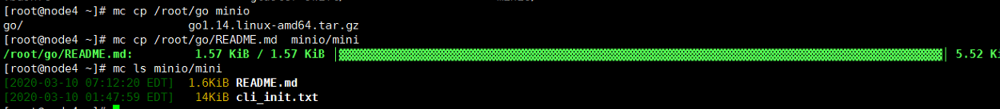 [root@node4 ~]# mc cp /root/go minio
go/ go1.14.linux-amd64.tar.gz
[root@node4 ~]# mc cp /root/go/README.md  minio/mini
/root/go/README.md: 1.57 KiB / 1.57 KiB 5.52 Ki
[root@node4 ~]# mc ls minio/mini
[2020-03-10 07:12:20 EDT] 1.6KiB README.md
[2020-03-10 01:47:59 EDT] 14KiB cli_init.txt
[root@node4 ~]#